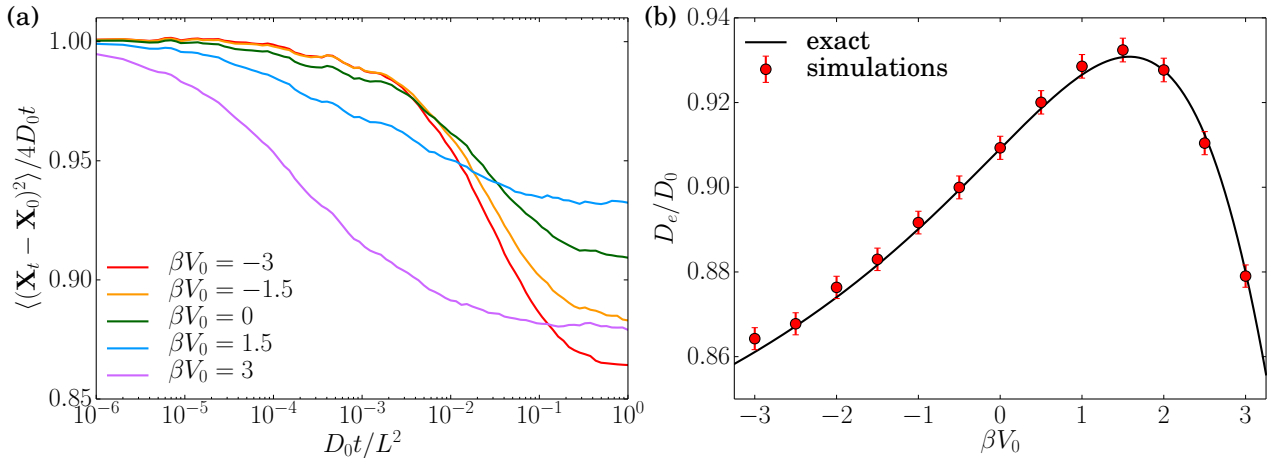 (a)
⟨(X_t − X_0)^2⟩/4D_0t
1.00
0.95
0.90
0.85
βV_0 = −3
βV_0 = −1.5
βV_0 = 0
βV_0 = 1.5
βV_0 = 3
10^−6 10^−5 10^−4 10^−3 10^−2 10^−1 10^0
D_0t/L^2
(b)
D_e/D_0
0.94
0.92
0.90
0.88
0.86
exact
simulations
−3 −2 −1 0 1 2 3
βV_0